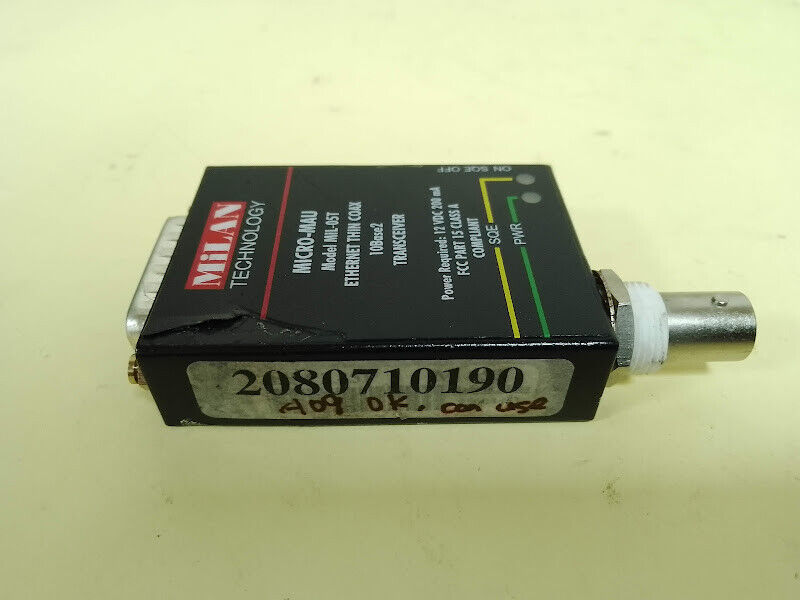 MiLAN
TECHNOLOGY
MICRO-MAU
Model MIL-05T
ETHERNET THIN COAX
10Base2
TRANSCEIVER
Power Required: 12 VDC 200 mA
FCC PART 15 CLASS A
COMPLIANT
SQE
PWR
ON SQE OFF
2080710190
409 OK. can use